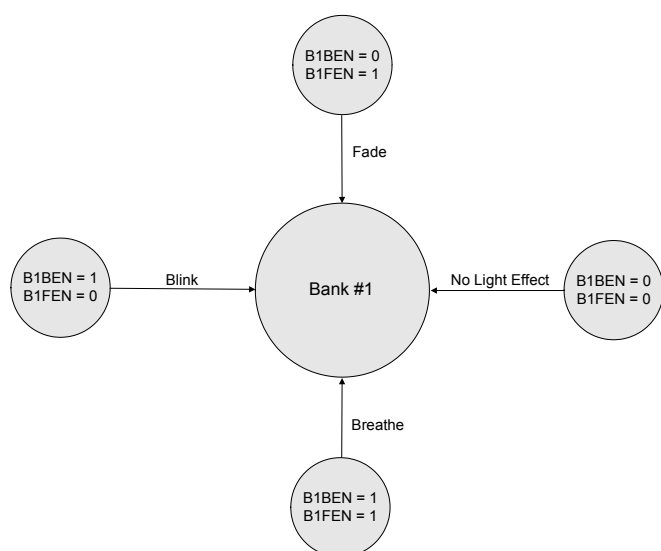 B1BEN = 0
B1FEN = 1
Fade
B1BEN = 1
B1FEN = 0
Blink
Bank #1
No Light Effect
B1BEN = 0
B1FEN = 0
Breathe
B1BEN = 1
B1FEN = 1